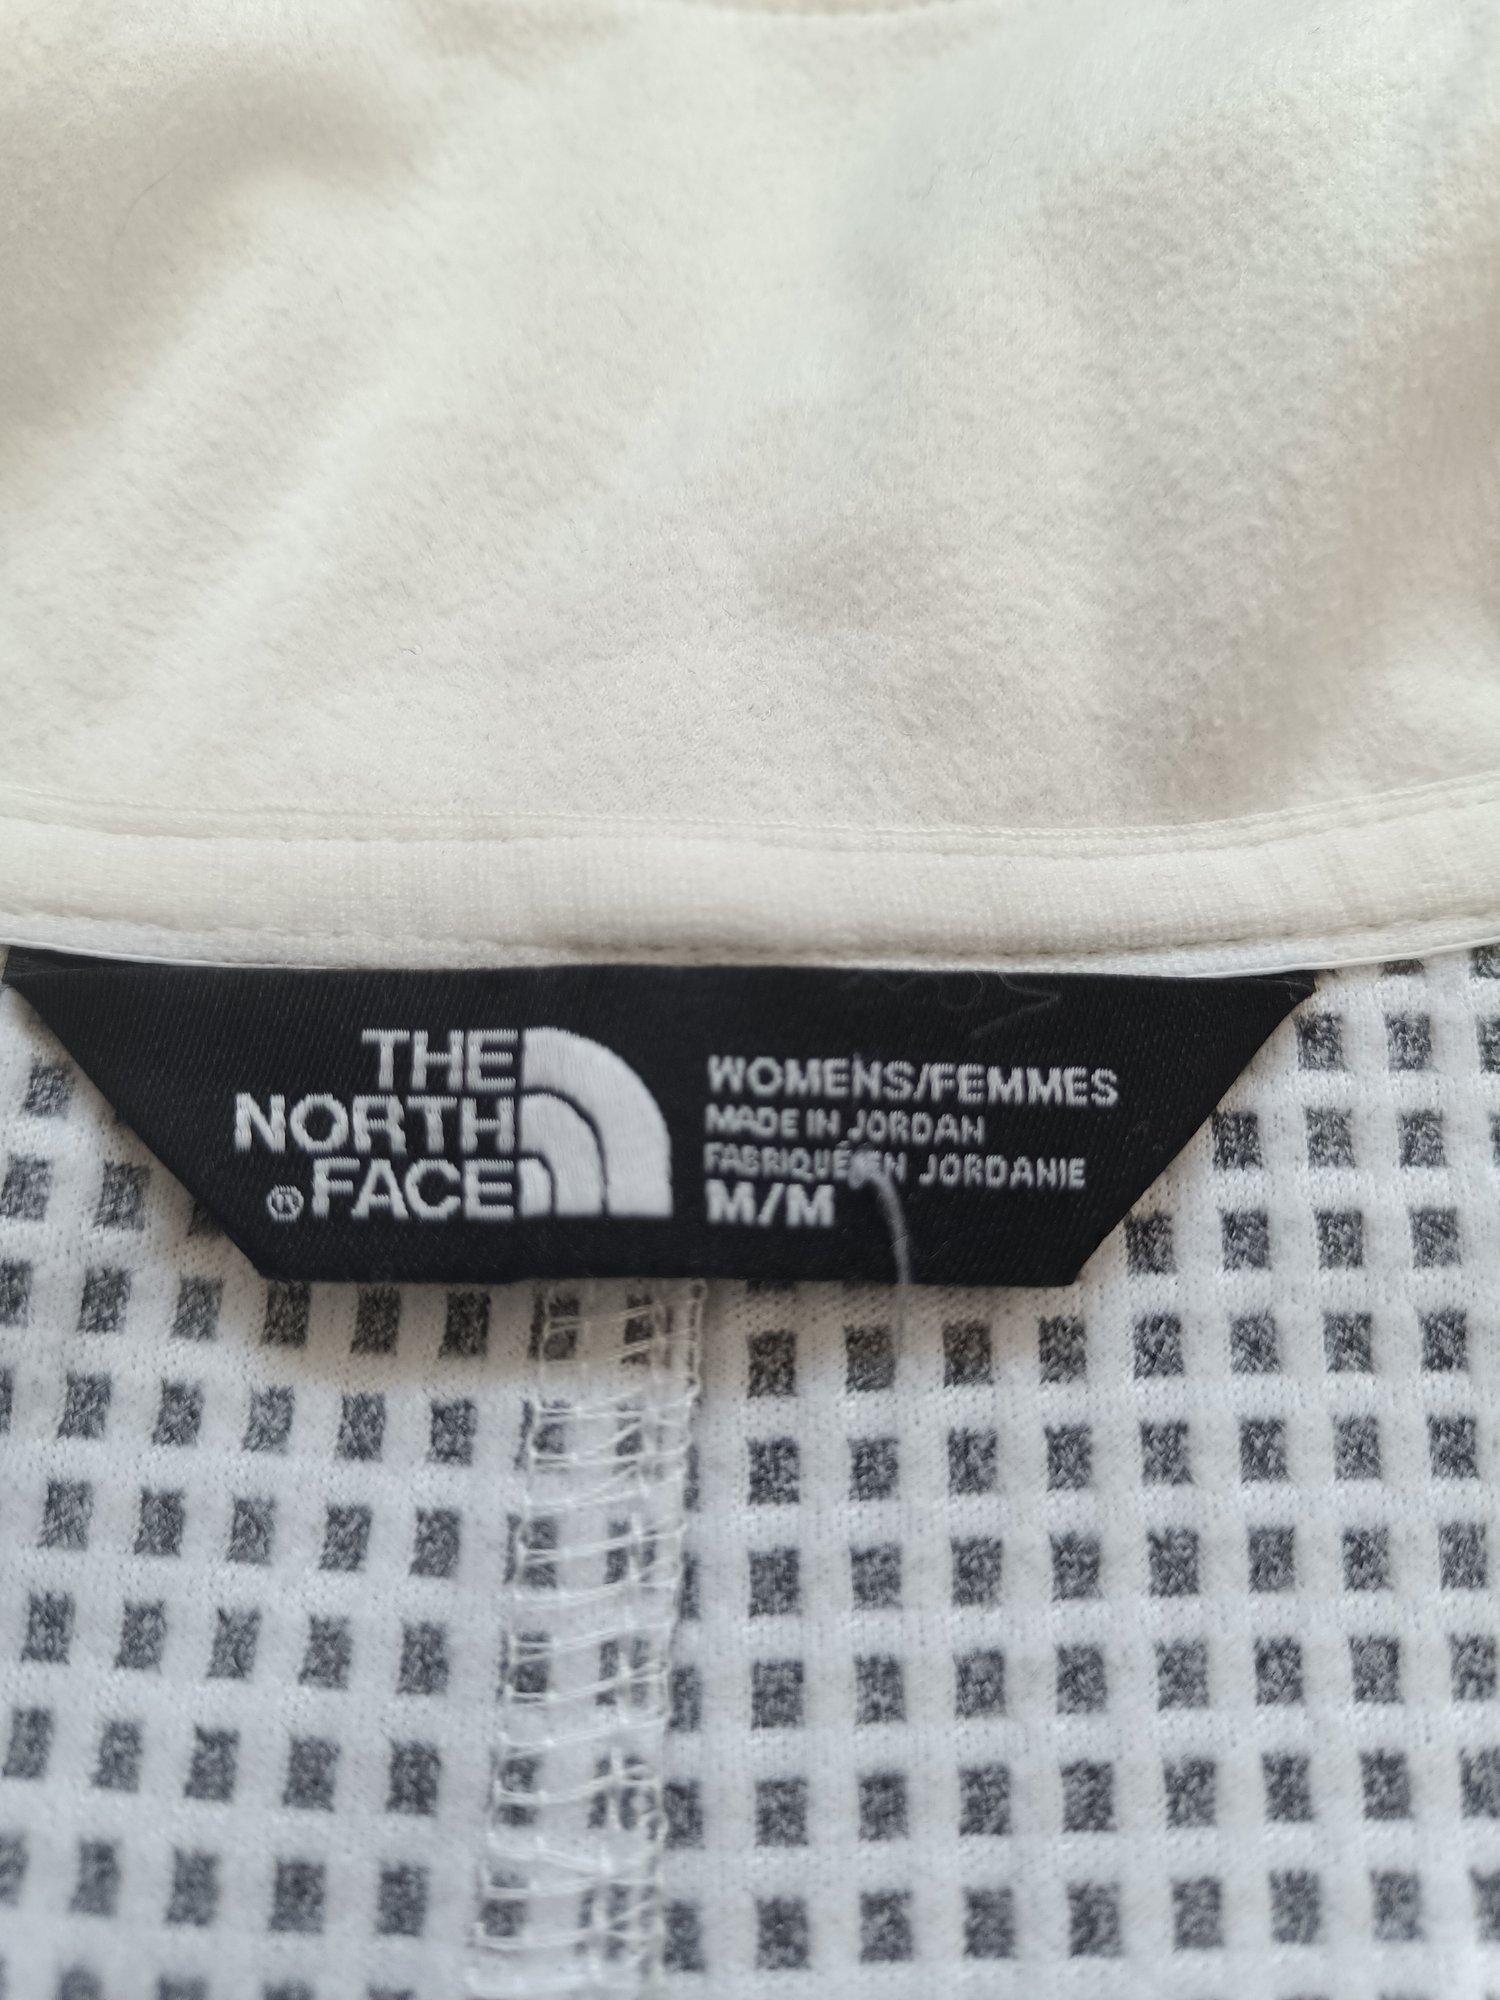 THE
NORTH
® FACE
WOMENS/FEMMES
MADE IN JORDAN
FABRIQUÉ EN JORDANIE
M/M